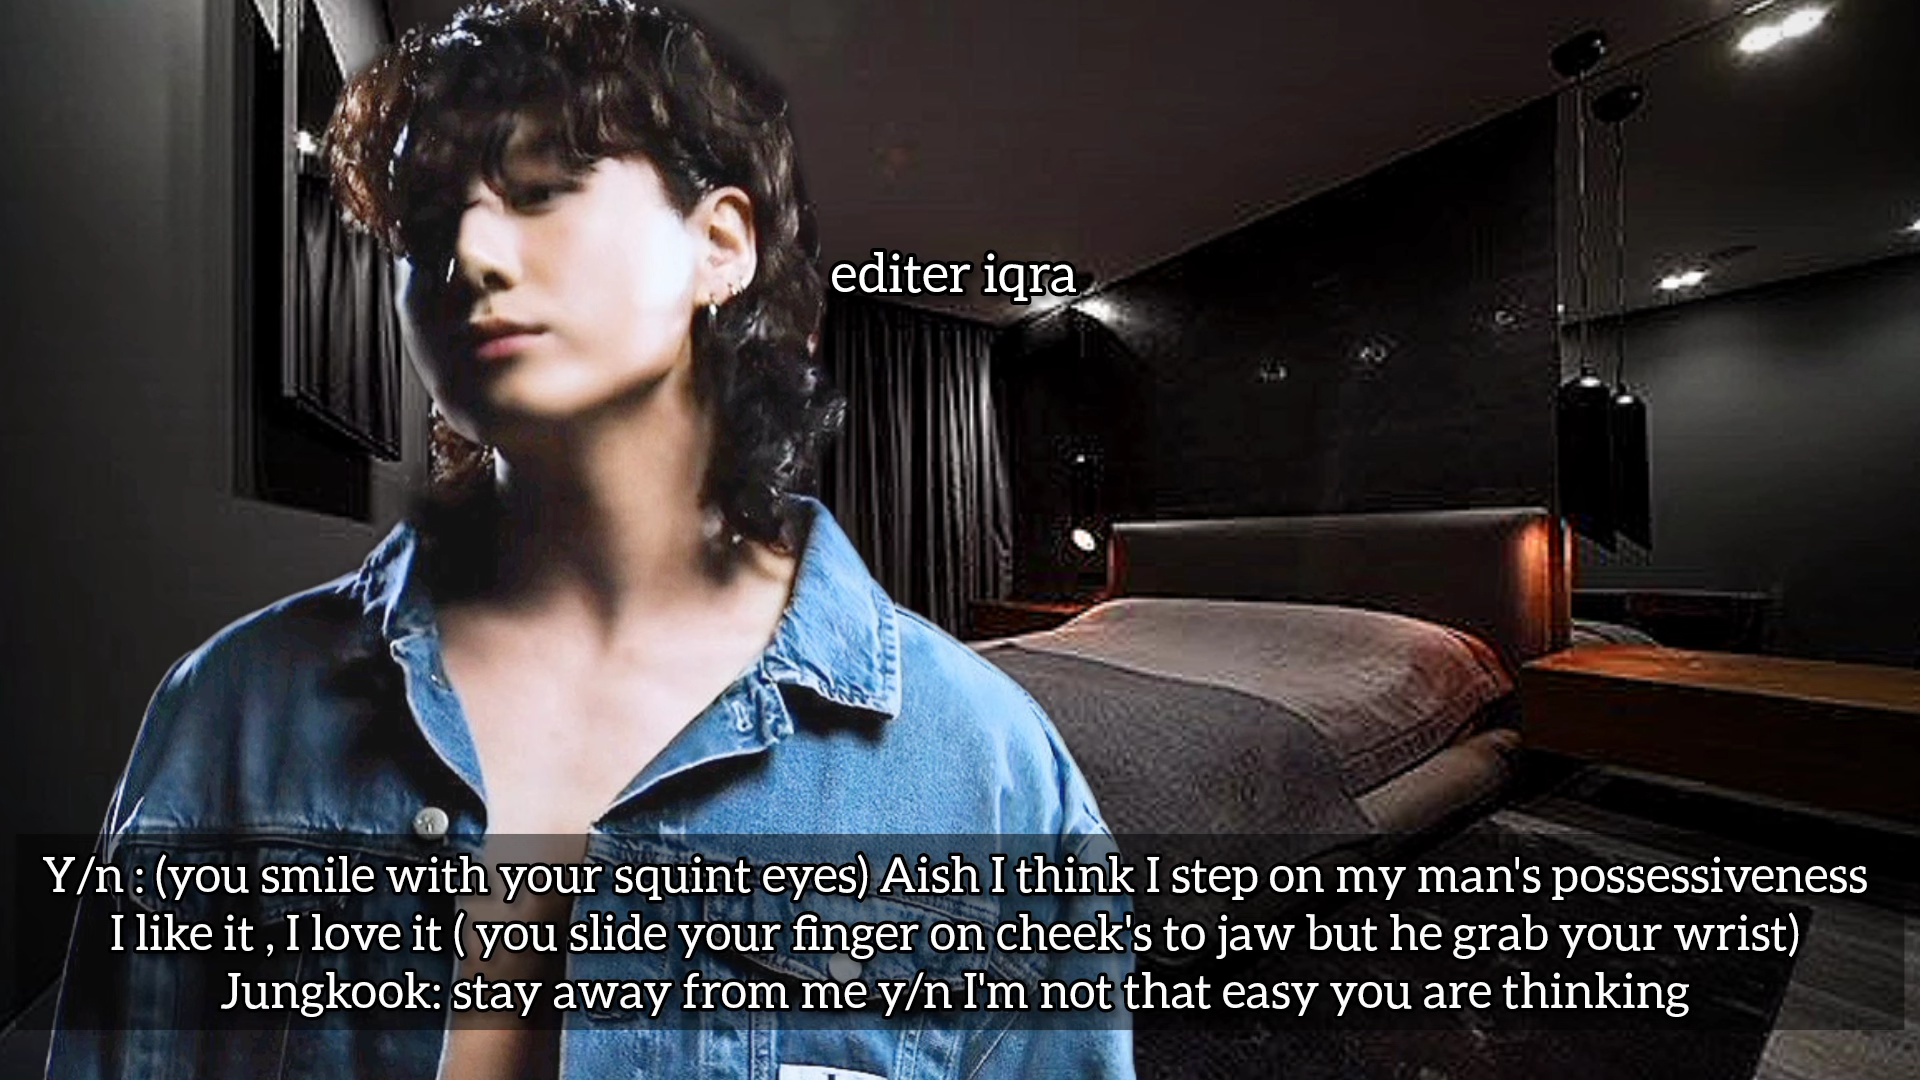 editer iqra
Y/n : (you smile with your squint eyes) Aish I think I step on my man's possessiveness
I like it , I love it ( you slide your finger on cheek's to jaw but he grab your wrist)
Jungkook: stay away from me y/n I'm not that easy you are thinking